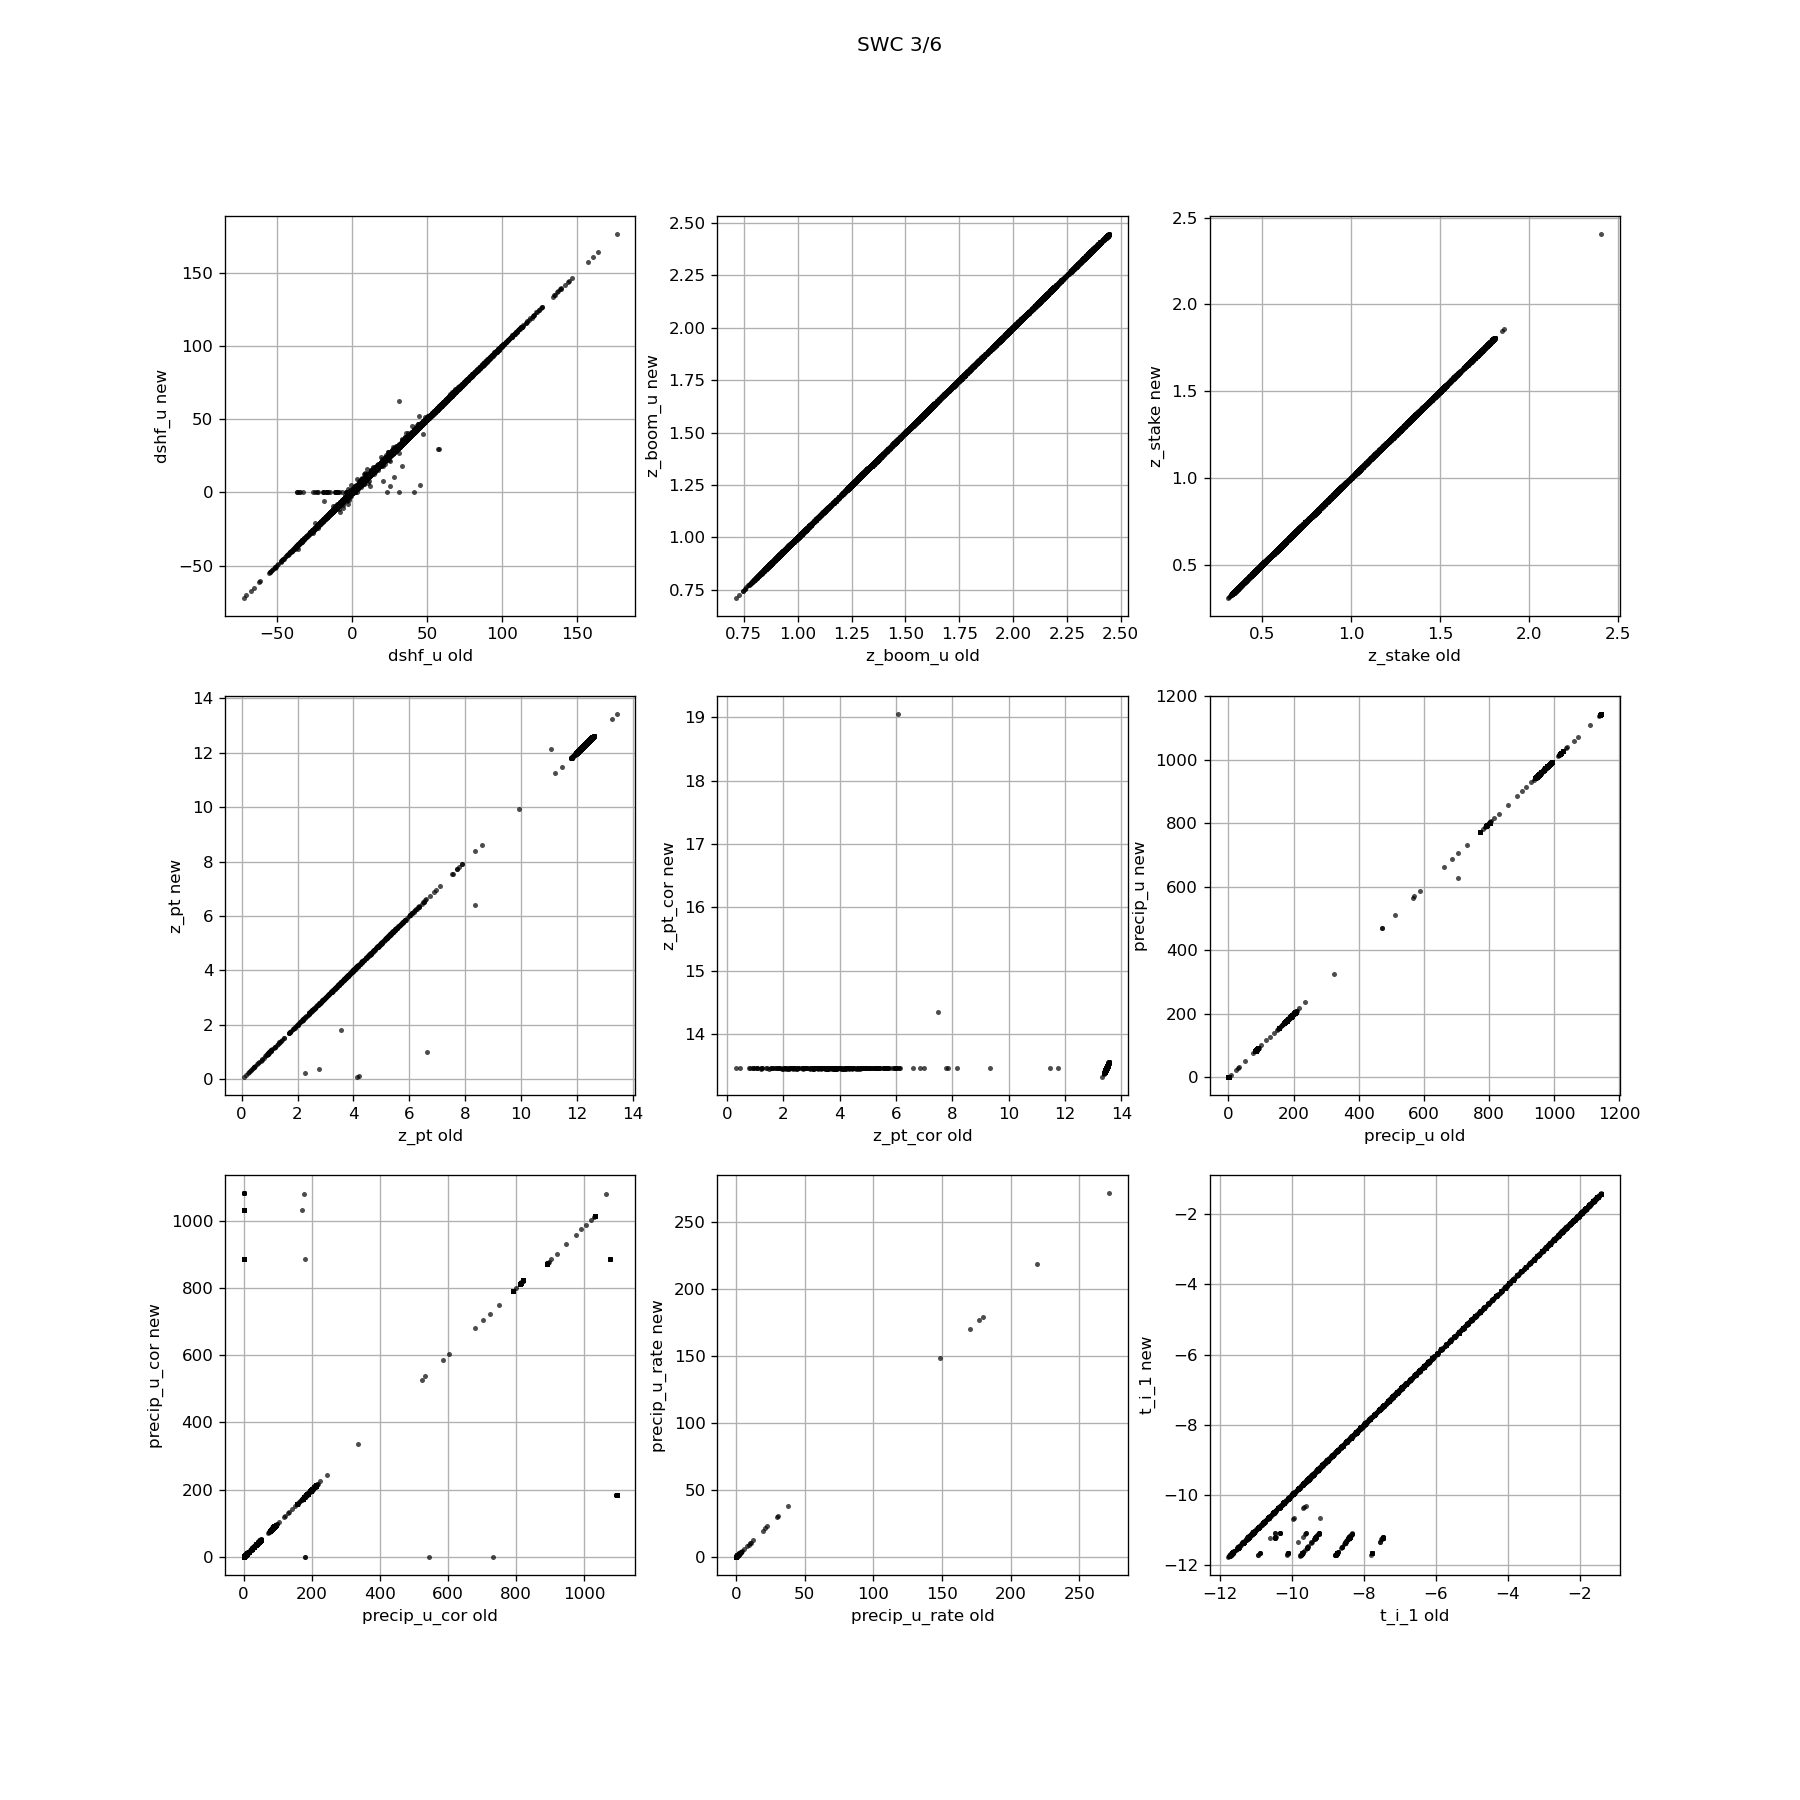 SWC 3/6
150
100
50
0
−50
dshf_u new
−50 0 50 100 150
dshf_u old
2.50
2.25
2.00
1.75
1.50
1.25
1.00
0.75
z_boom_u new
0.75 1.00 1.25 1.50 1.75 2.00 2.25 2.50
z_boom_u old
2.5
2.0
1.5
1.0
0.5
z_stake new
0.5 1.0 1.5 2.0 2.5
z_stake old
14
12
10
8
6
4
2
0
z_pt new
0 2 4 6 8 10 12 14
z_pt old
19
18
17
16
15
14
z_pt_cor new
0 2 4 6 8 10 12 14
z_pt_cor old
1200
1000
800
600
400
200
0
precip_u new
0 200 400 600 800 1000 1200
precip_u old
1000
800
600
400
200
0
precip_u_cor new
0 200 400 600 800 1000
precip_u_cor old
250
200
150
100
50
0
precip_u_rate new
0 50 100 150 200 250
precip_u_rate old
−2
−4
−6
−8
−10
−12
t_i_1 new
−12 −10 −8 −6 −4 −2
t_i_1 old